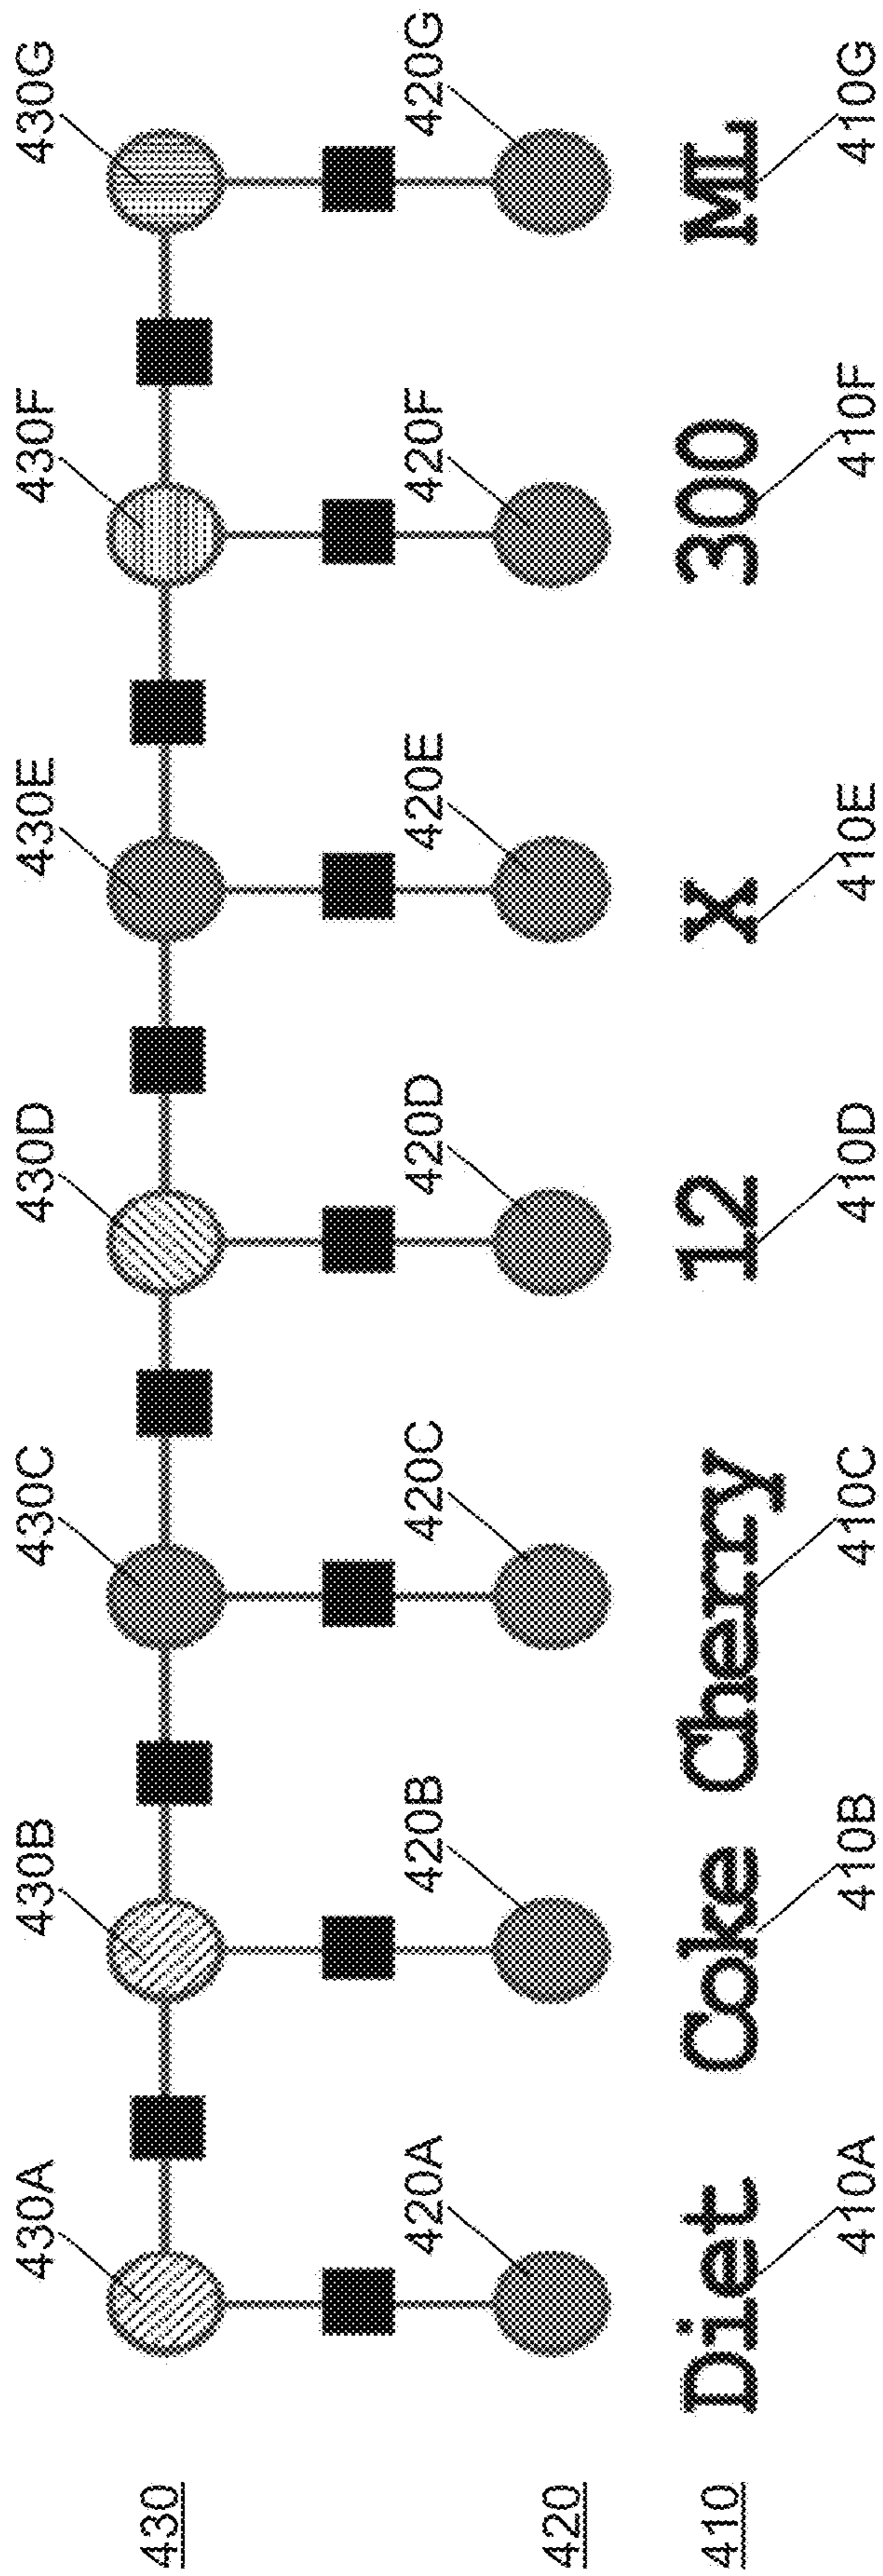 430A 430B 430C 430D 430E 430F 430G
430
420A 420B 420C 420D 420E 420F 420G
420
410 Diet Coke Cherry 12 X 300 ML
410A 410B 410C 410D 410E 410F 410G